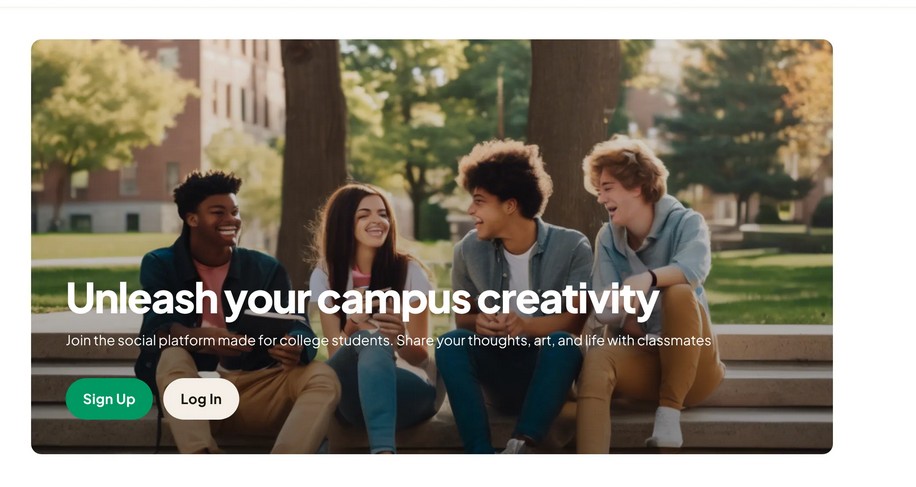 Unleash your campus creativity
Join the social platform made for college students. Share your thoughts, art, and life with classmates
Sign Up
Log In